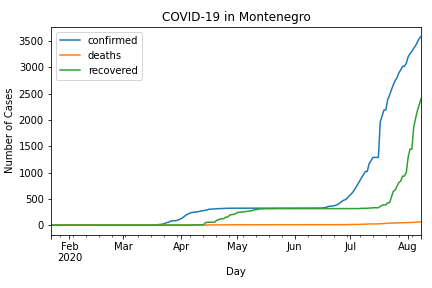 COVID-19 in Montenegro
confirmed
deaths
recovered
Number of Cases
3500
3000
2500
2000
1500
1000
500
0
Feb Mar Apr May Jun Jul Aug
2020
Day